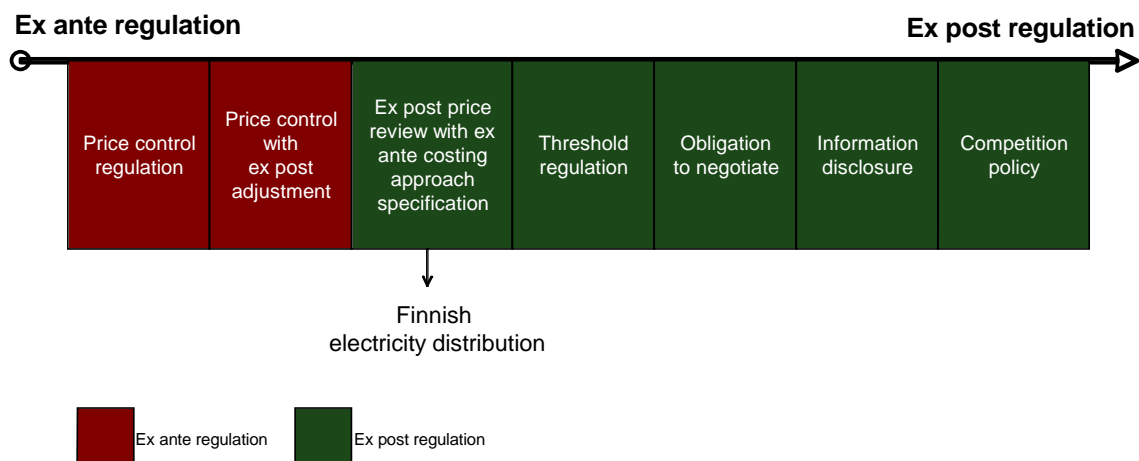 Ex ante regulation
Ex post regulation
Price control
regulation
Price control
with
ex post
adjustment
Ex post price
review with ex
ante costing
approach
specification
Threshold
regulation
Obligation
to negotiate
Information
disclosure
Competition
policy
Finnish
electricity distribution
Ex ante regulation
Ex post regulation